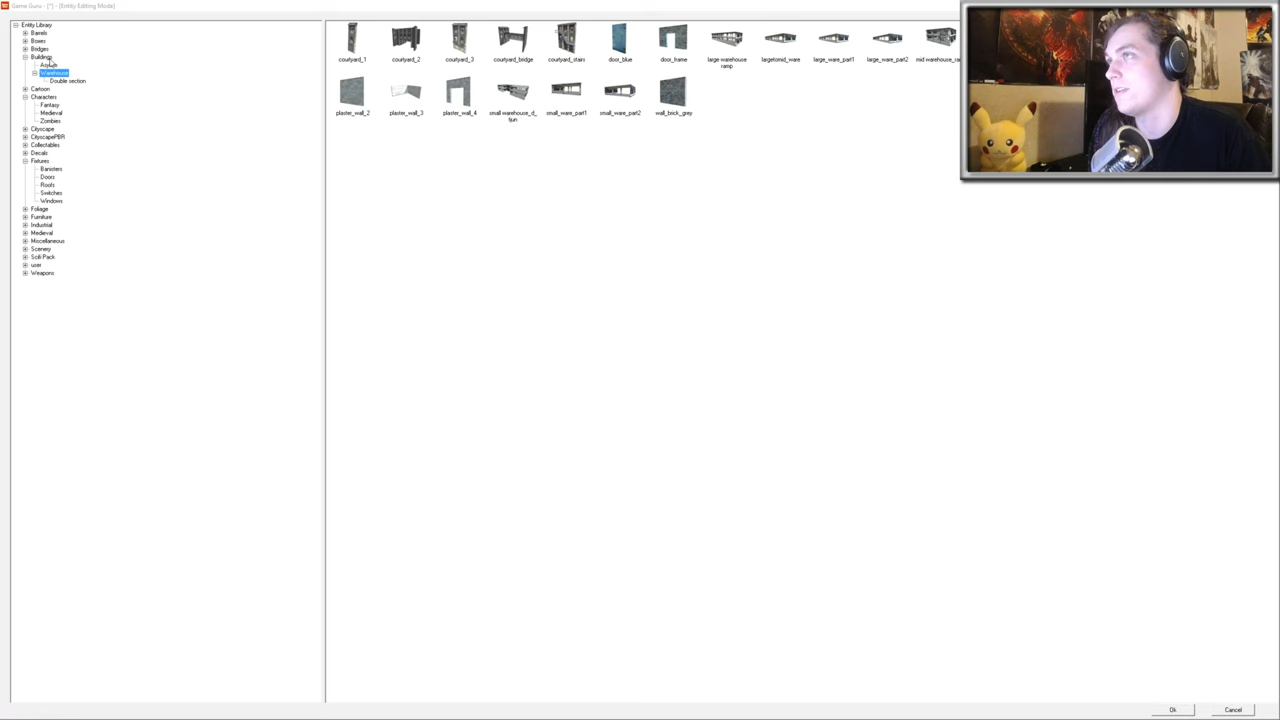 Game Guru - [*] - [Entity Editing Mode]
Entity Library
Barrels
Boxes
Bridges
Buildings
Warehouse
Double section
Cartoon
Characters
Fantasy
Medieval
Zombies
Cityscape
CityscapePBR
Collectables
Decals
Fixtures
Banisters
Doors
Roofs
Switches
Windows
Foliage
Furniture
Industrial
Medieval
Miscellaneous
Scenery
Scifi Pack
user
Weapons
courtyard_1 courtyard_2 courtyard_3 courtyard_bridge courtyard_stairs door_blue door_frame large warehouse largetomid_ware large_ware_part1 large_ware_part2
ramp
plaster_wall_2 plaster_wall_3 plaster_wall_4 small warehouse_d_ small_ware_part1 small_ware_part2 wall_brick_grey
Ok Cancel